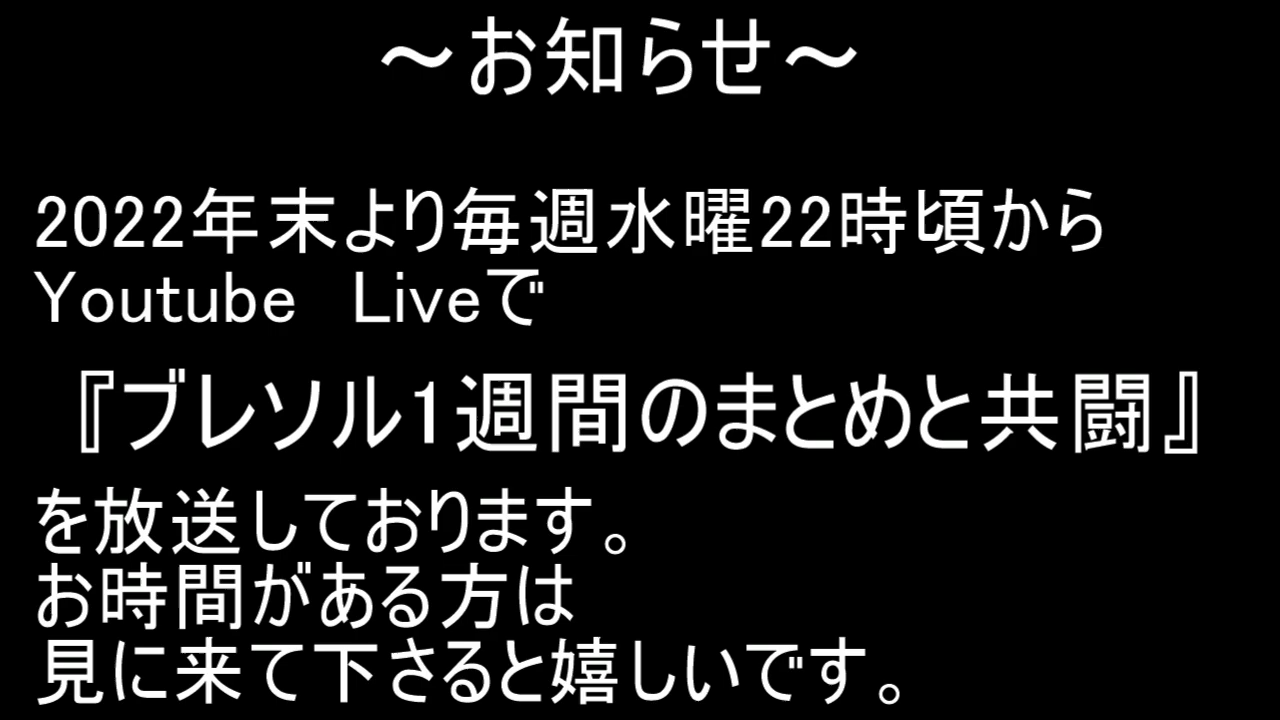 ～お知らせ～
2022年末より毎週水曜22時頃から
Youtube　Liveで
『ブレソル1週間のまとめと共闘』
を放送しております。
お時間がある方は
見に来て下さると嬉しいです。